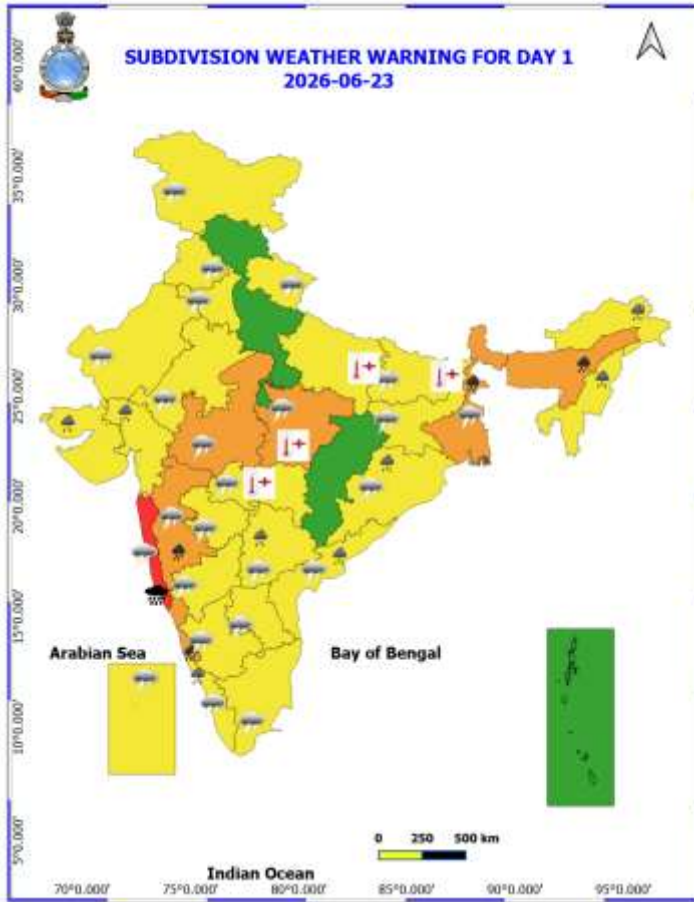 SUBDIVISION WEATHER WARNING FOR DAY 1
2026-06-23
40°0.000'
35°0.000'
30°0.000'
25°0.000'
20°0.000'
15°0.000'
10°0.000'
5°0.000'
Arabian Sea
Bay of Bengal
0 250 500 km
Indian Ocean
70°0.000' 75°0.000' 80°0.000' 85°0.000' 90°0.000' 95°0.000'